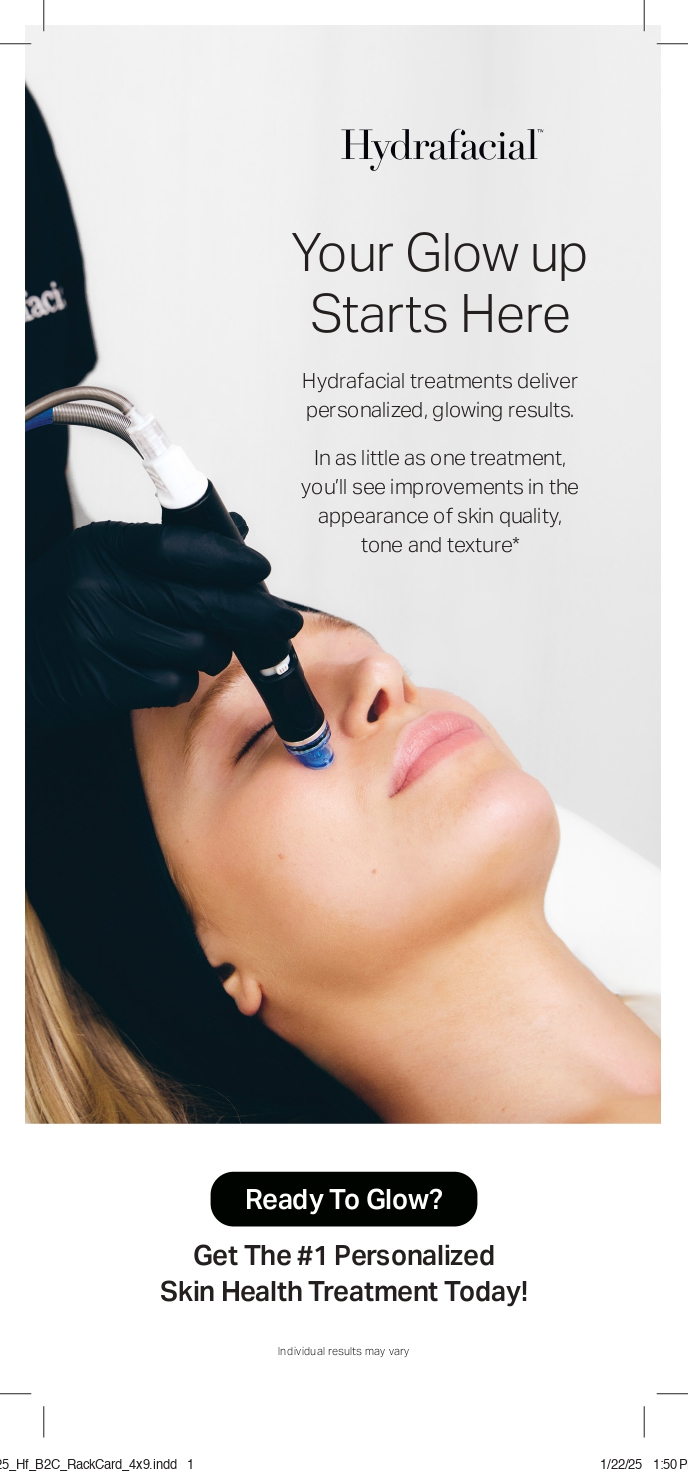 Hydrafacial™
Your Glow up
Starts Here
Hydrafacial treatments deliver
personalized, glowing results.
In as little as one treatment,
you'll see improvements in the
appearance of skin quality,
tone and texture*
faci
Ready To Glow?
Get The #1 Personalized
Skin Health Treatment Today!
Individual results may vary
25_Hf_B2C_RackCard_4x9.indd 1
1/22/25 1:50 P